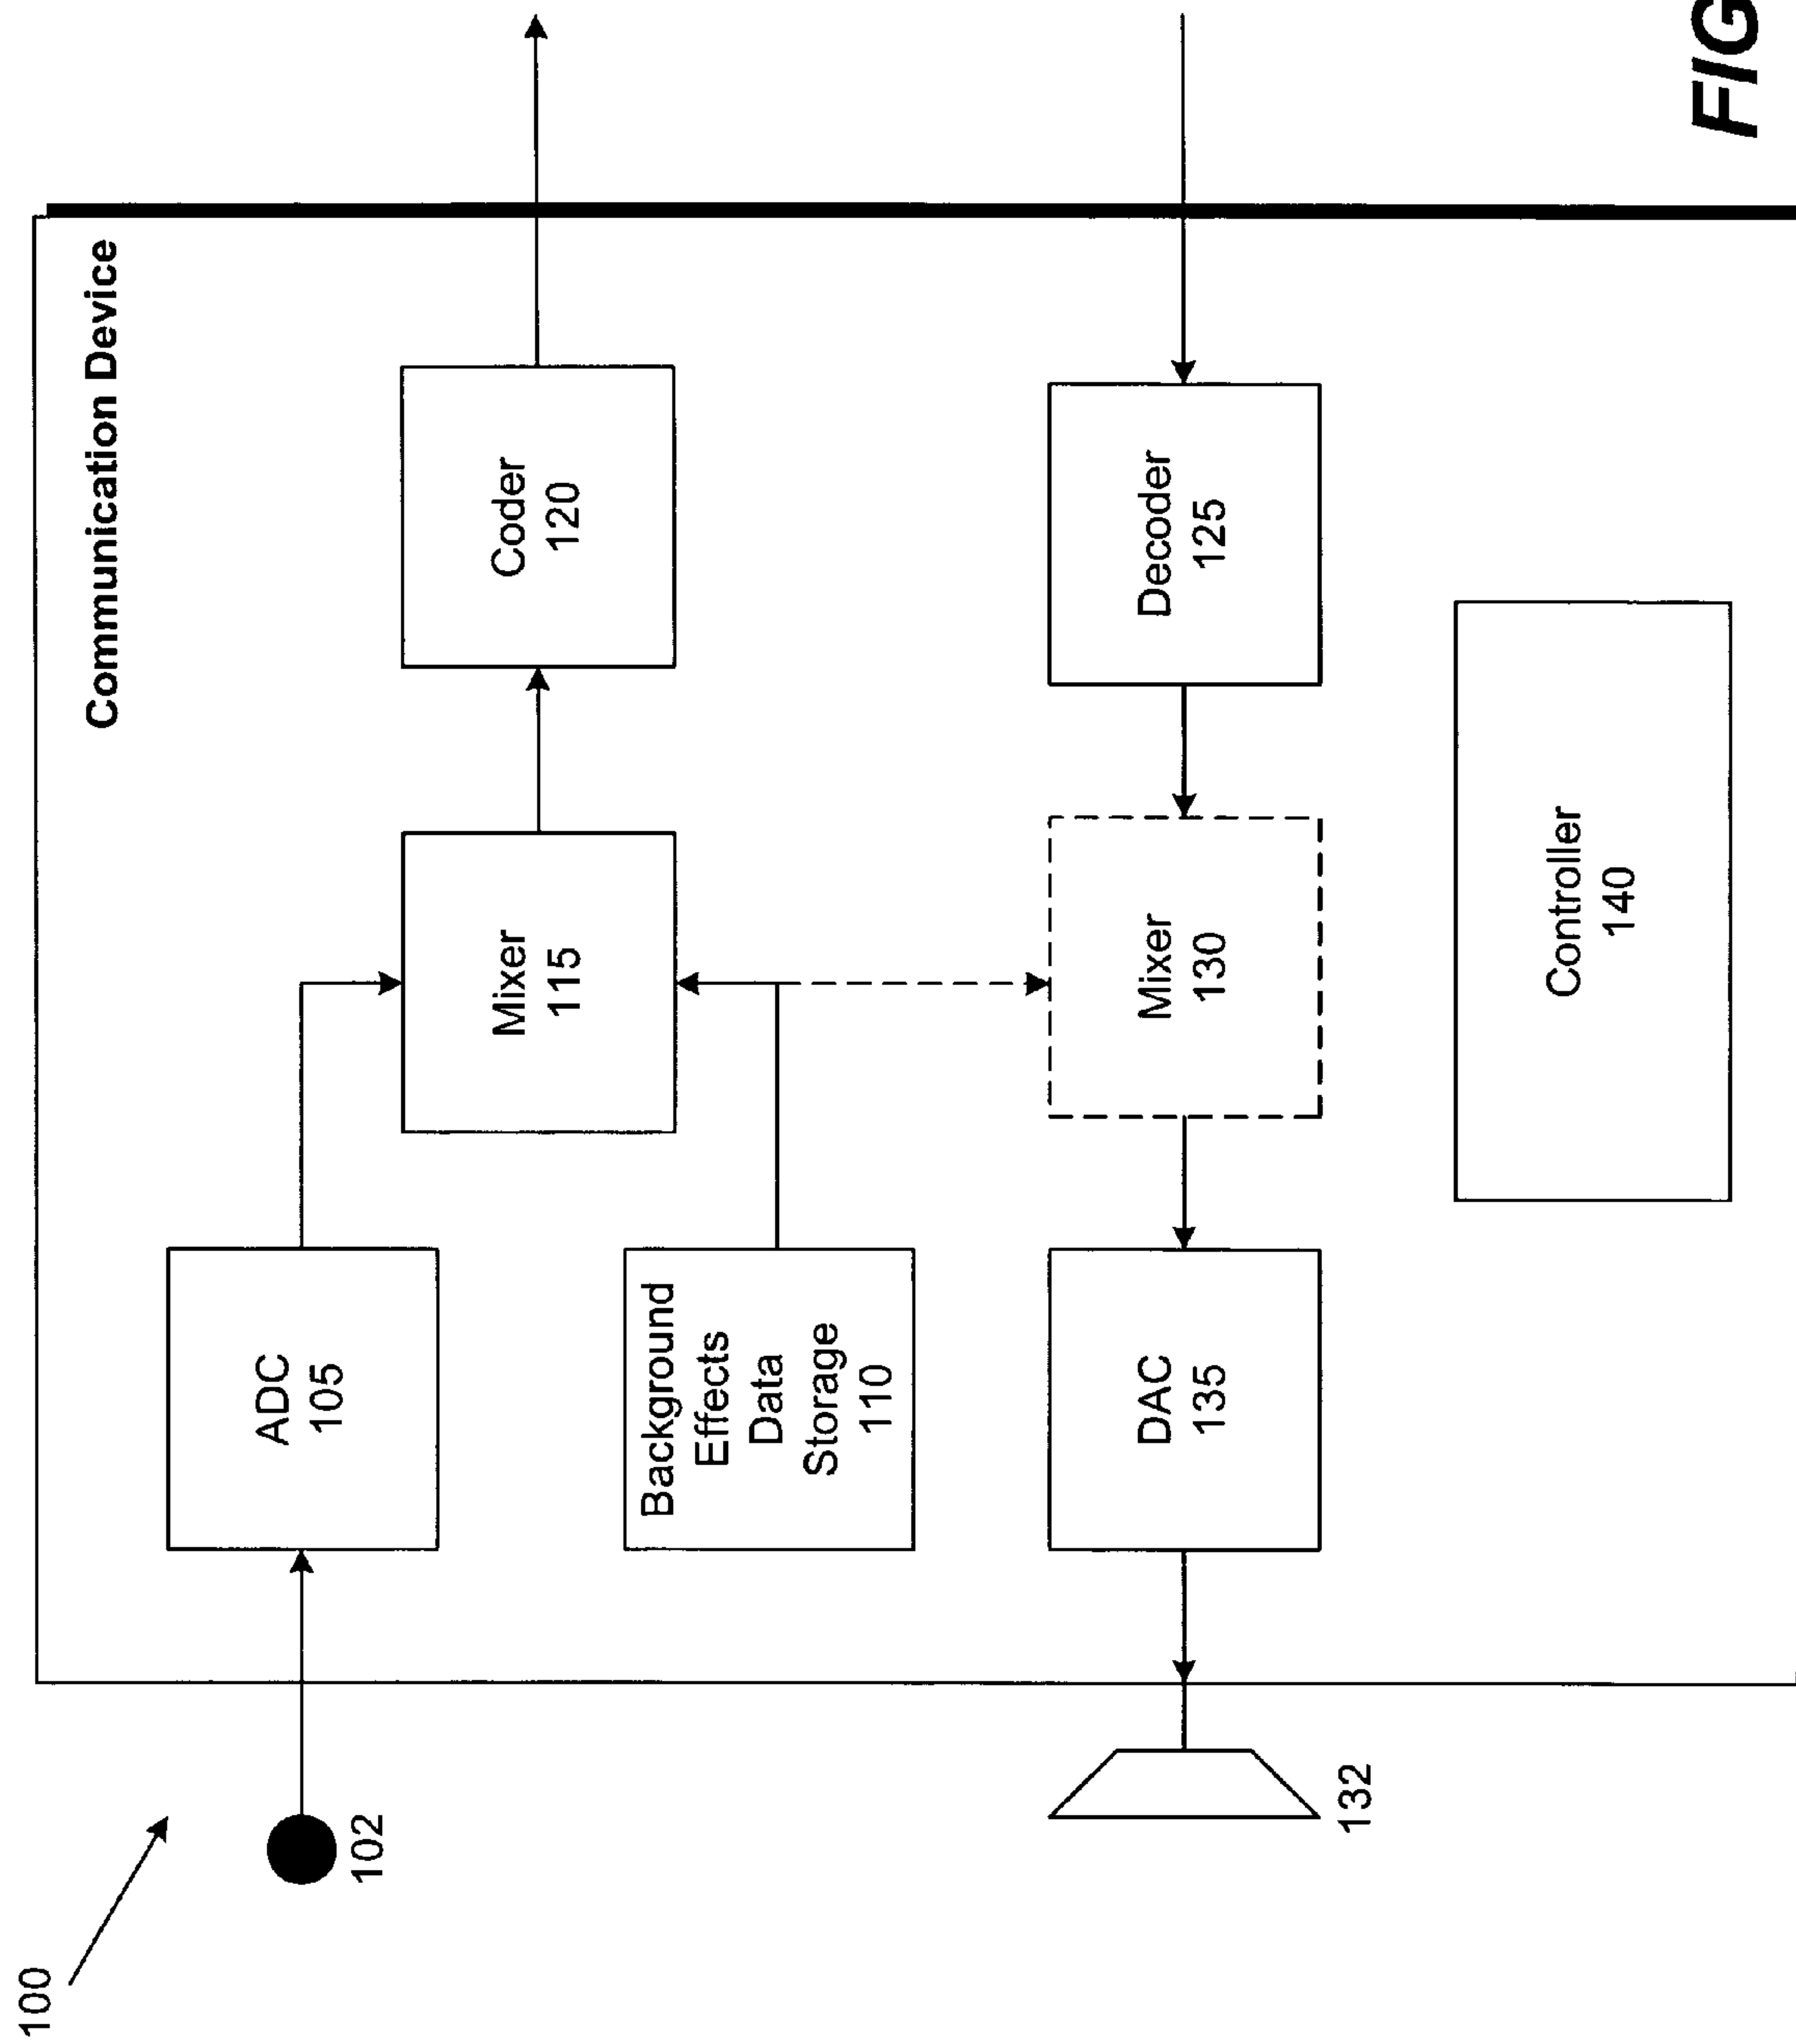 100
Communication Device
102
ADC
105
Mixer
115
Coder
120
Background
Effects
Data
Storage
110
132
DAC
135
Mixer
130
Decoder
125
Controller
140
FIG